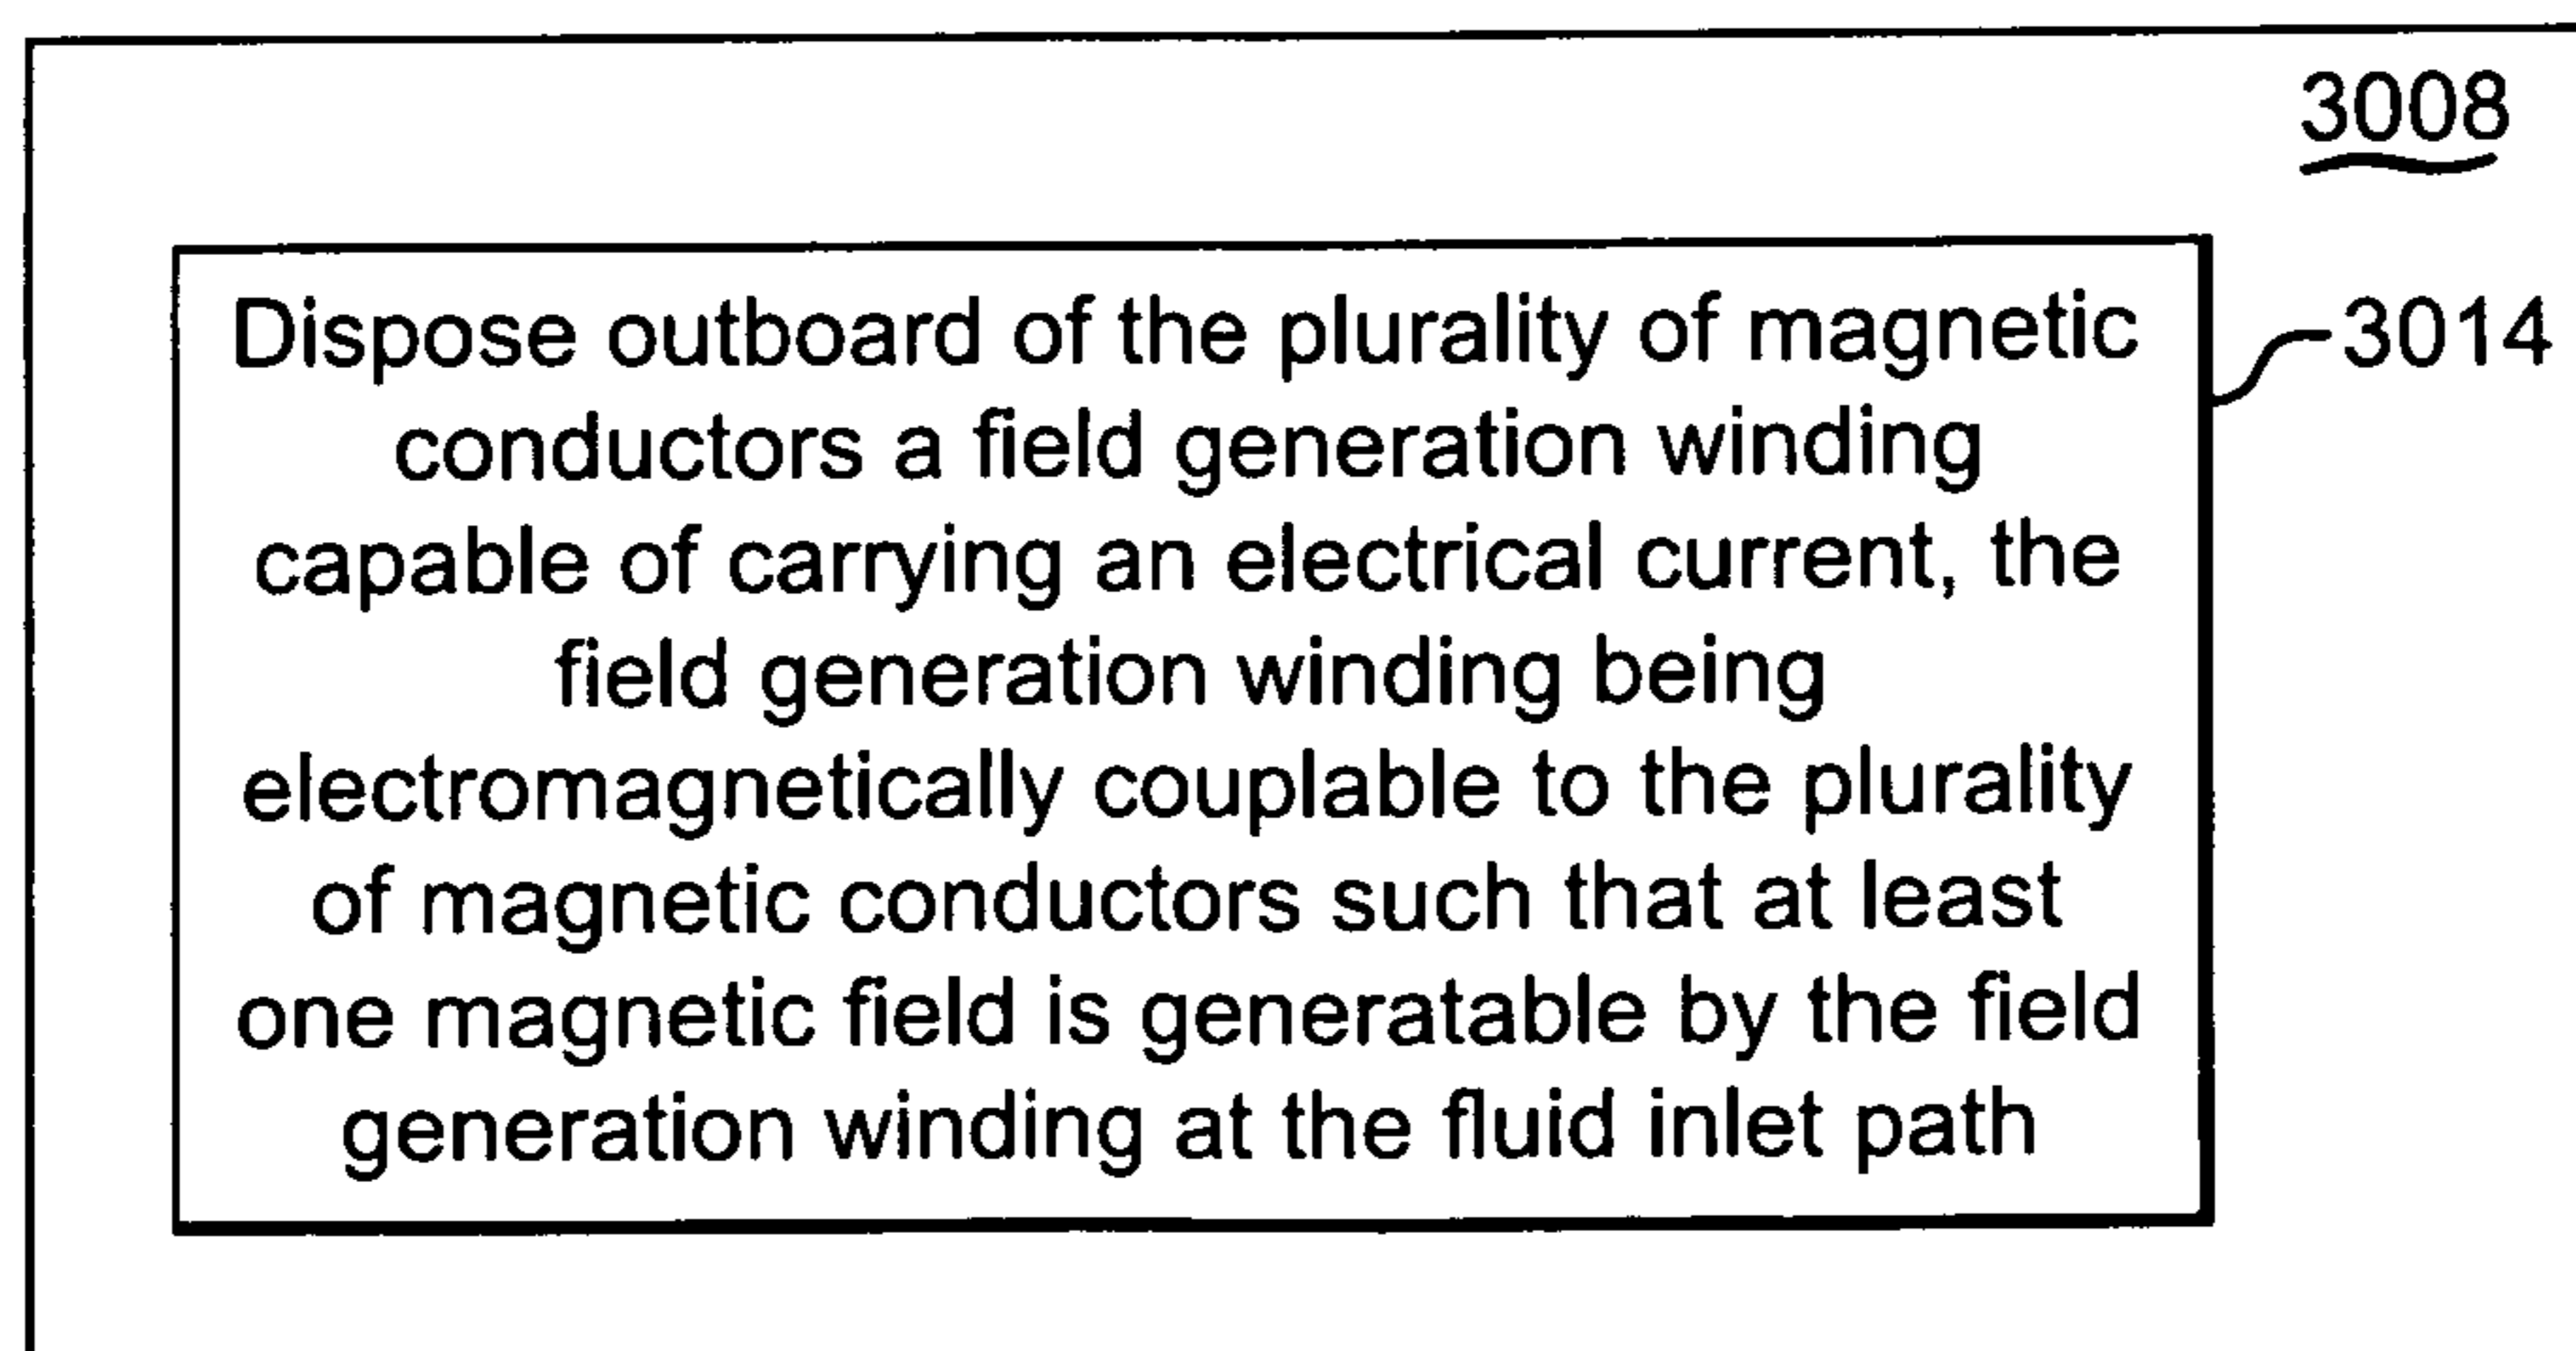 3008
Dispose outboard of the plurality of magnetic
conductors a field generation winding
capable of carrying an electrical current, the
field generation winding being
electromagnetically couplable to the plurality
of magnetic conductors such that at least
one magnetic field is generatable by the field
generation winding at the fluid inlet path
3014